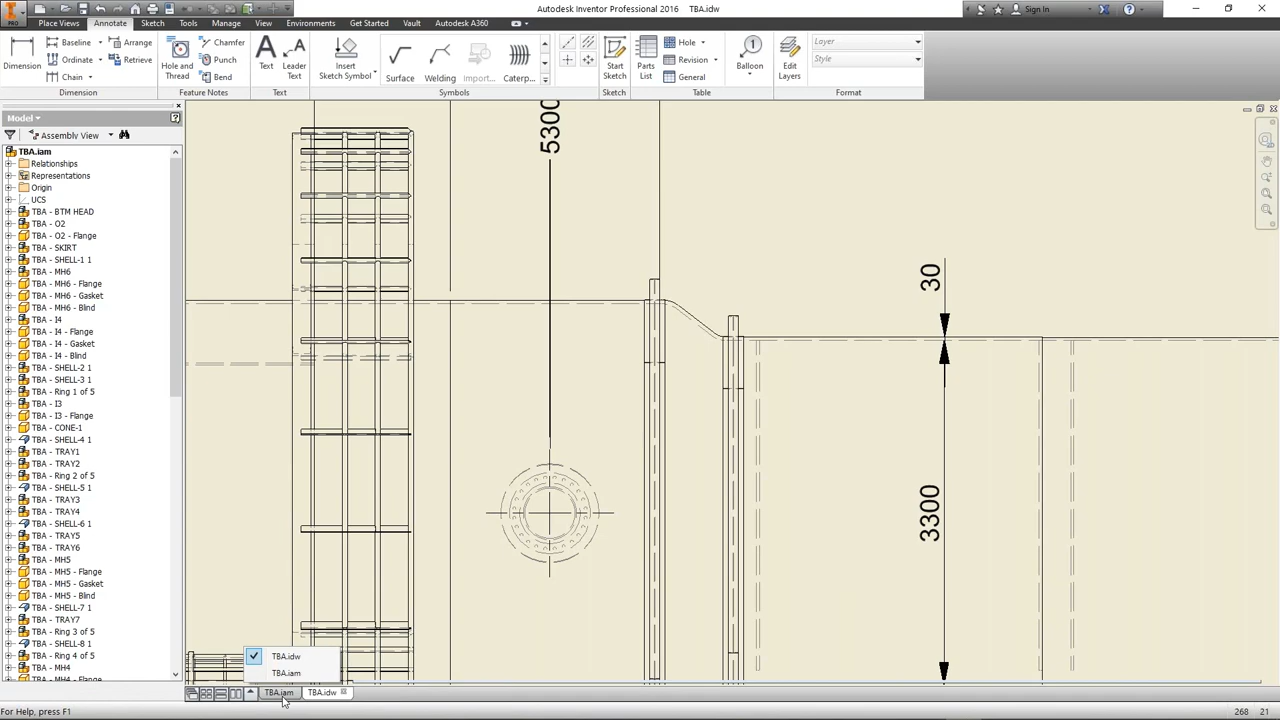 Autodesk Inventor Professional 2016 TBA.idw
Sign In
PRO
Place Views Annotate Sketch Tools Manage View Environments Get Started Vault Autodesk A360
Dimension
Baseline
Ordinate
Chain
Arrange
Retrieve
Dimension
Hole and Thread
Chamfer
Punch
Bend
Feature Notes
Text
Leader Text
Text
Insert Sketch Symbol
Surface
Welding
Import...
Caterp...
Symbols
Start Sketch
Sketch
Parts List
Hole
Revision
General
Table
Balloon
Edit Layers
Layer
Style
Format
Model
Assembly View
TBA.iam
Relationships
Representations
Origin
UCS
TBA - BTM HEAD
TBA - O2
TBA - O2 - Flange
TBA - SKIRT
TBA - SHELL-1 1
TBA - MH6
TBA - MH6 - Flange
TBA - MH6 - Gasket
TBA - MH6 - Blind
TBA - I4
TBA - I4 - Flange
TBA - I4 - Gasket
TBA - I4 - Blind
TBA - SHELL-2 1
TBA - SHELL-3 1
TBA - Ring 1 of 5
TBA - I3
TBA - I3 - Flange
TBA - CONE-1
TBA - SHELL-4 1
TBA - TRAY1
TBA - TRAY2
TBA - Ring 2 of 5
TBA - SHELL-5 1
TBA - TRAY3
TBA - TRAY4
TBA - SHELL-6 1
TBA - TRAY5
TBA - TRAY6
TBA - MH5
TBA - MH5 - Flange
TBA - MH5 - Gasket
TBA - MH5 - Blind
TBA - SHELL-7 1
TBA - TRAY7
TBA - Ring 3 of 5
TBA - SHELL-8 1
TBA - Ring 4 of 5
TBA - MH4
TBA - MH4 - Flange
5300
30
3300
TBA.idw
TBA.iam
TBA.iam TBA.idw
For Help, press F1
268 21